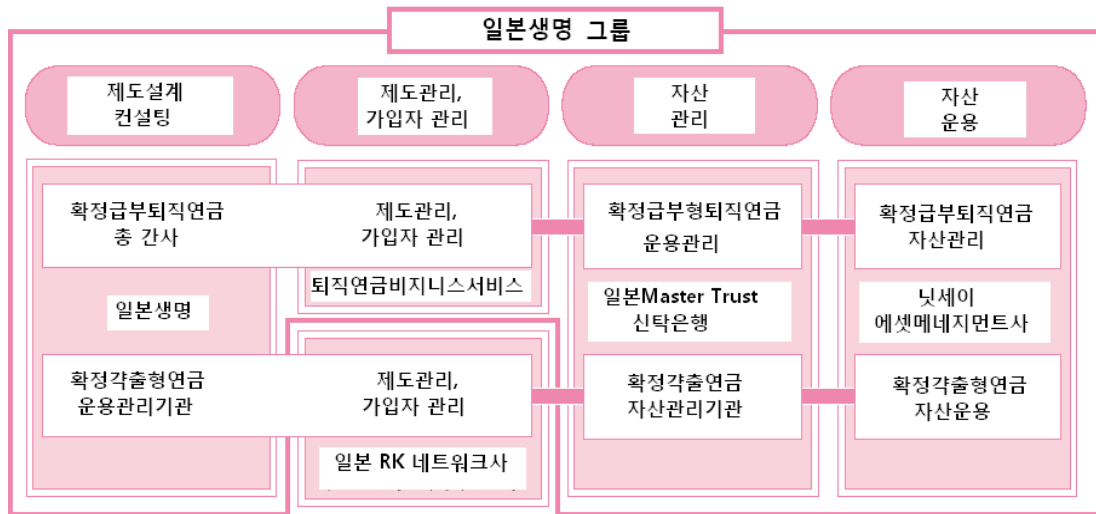 일본생명 그룹
제도설계
컨설팅
제도관리,
가입자 관리
자산
관리
자산
운용
확정급부퇴직연금
총 간사
제도관리,
가입자 관리
확정급부형퇴직연금
운용관리
확정급부퇴직연금
자산관리
퇴직연금비지니스서비스
일본생명
일본Master Trust
신탁은행
닛세이
에셋메네지먼트사
확정갹출형연금
운용관리기관
제도관리,
가입자 관리
확정갹출연금
자산관리기관
확정갹출형연금
자산운용
일본 RK 네트워크사